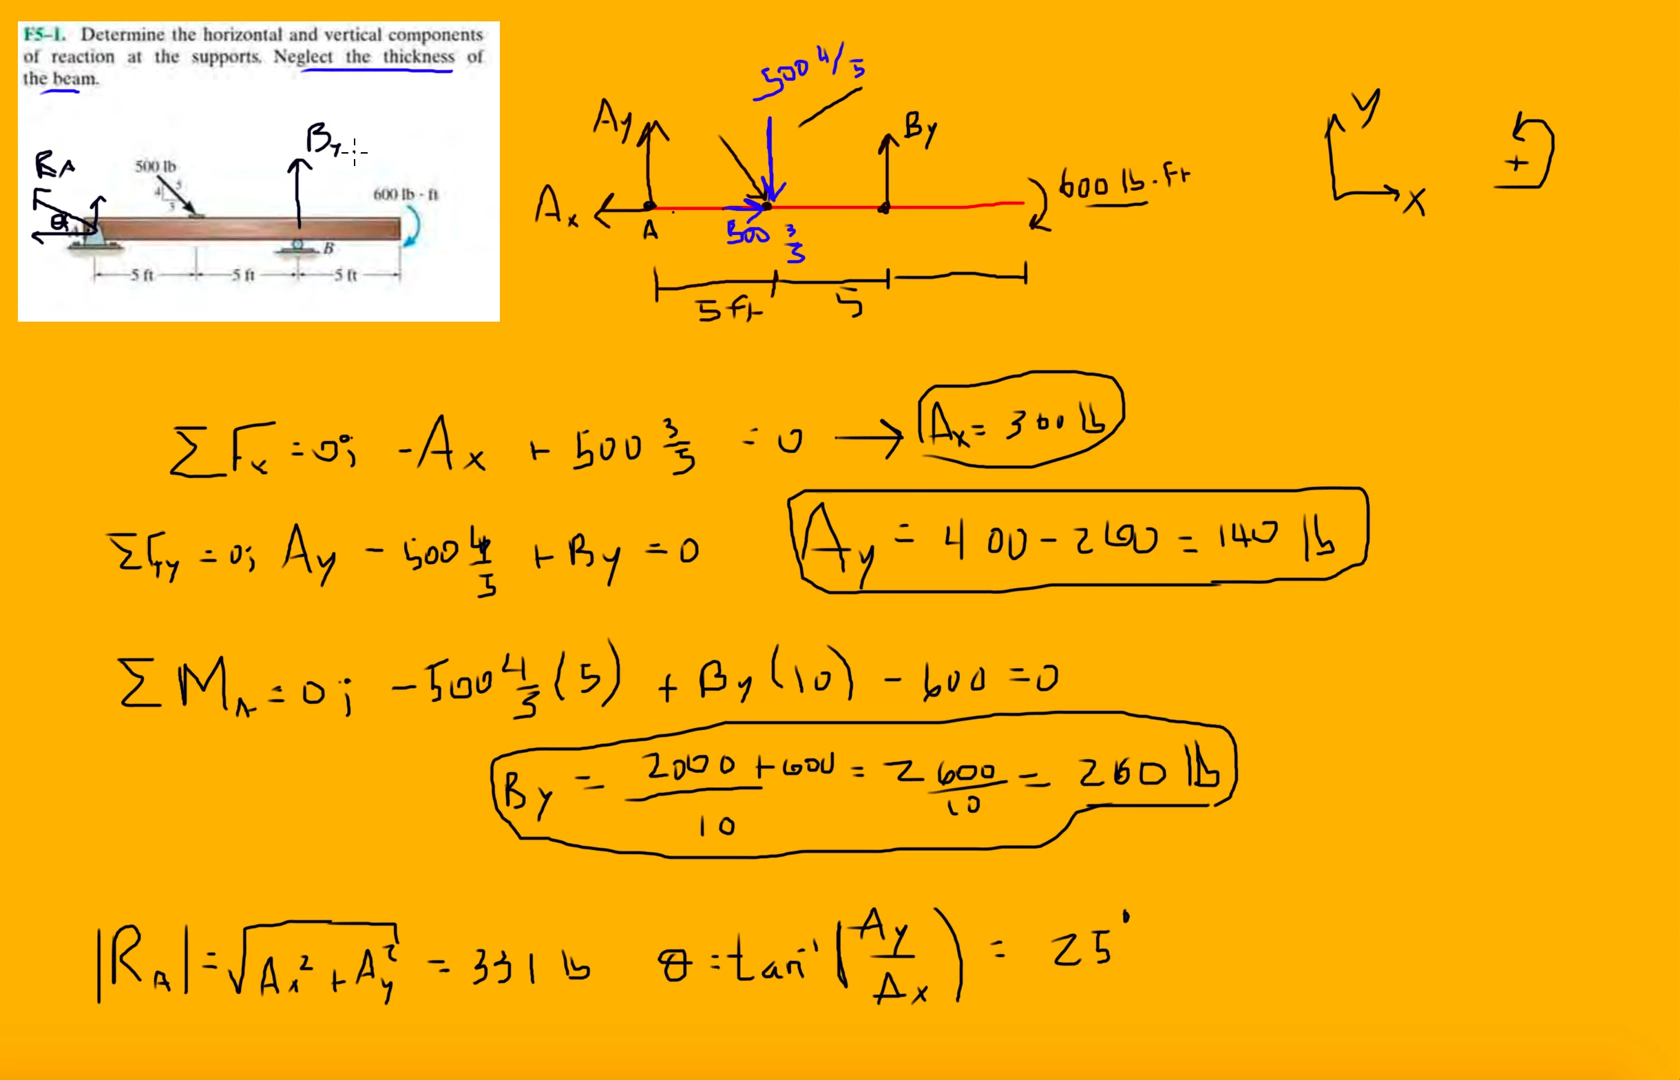 F5–1. Determine the horizontal and vertical components
of reaction at the supports. Neglect the thickness of
the beam.
By
RA
500 lb
4 5
3
600 lb · ft
θ
B
5 ft 5 ft 5 ft
500 4/5
Ay
By
Ax
A
500 3/5
600 lb·ft
5 ft 5
y
x
+
ΣFx = 0; -Ax + 500 3/5 = 0 → Ax = 300 lb
ΣFy = 0; Ay - 500 4/5 + By = 0 Ay = 400 - 260 = 140 lb
ΣMA = 0; -500 4/5 (5) + By (10) - 600 = 0
By = (2000 + 600)/10 = 2600/10 = 260 lb
|RA| = √(Ax² + Ay²) = 331 lb θ = tan⁻¹(Ay/Ax) = 25°